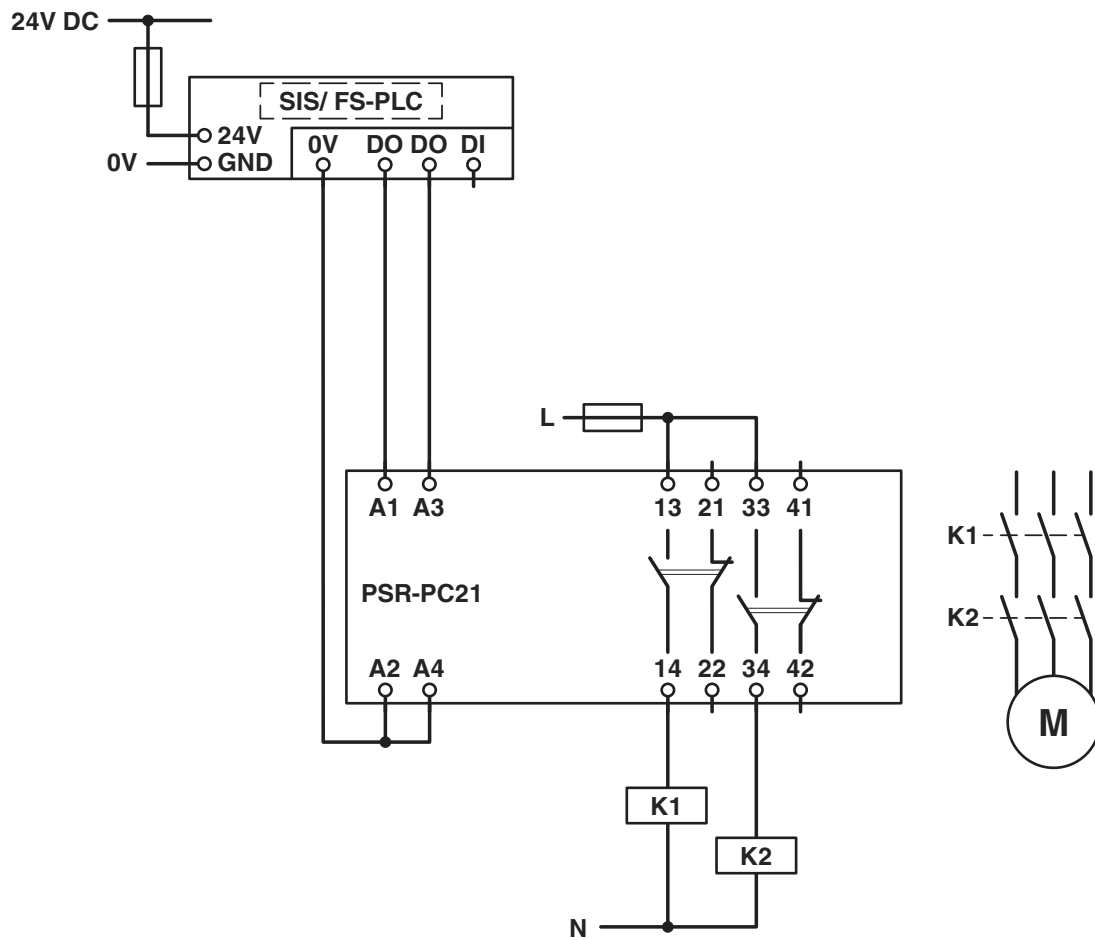 24V DC
SIS/ FS-PLC
24V
0V DO DO DI
0V
GND
L
A1 A3
13 21 33 41
K1
PSR-PC21
K2
A2 A4
14 22 34 42
M
K1
K2
N